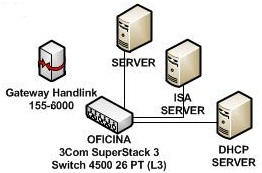 SERVER
Gateway Handlink
155-6000
ISA
SERVER
OFICINA
3Com SuperStack 3
Switch 4500 26 PT (L3)
DHCP
SERVER